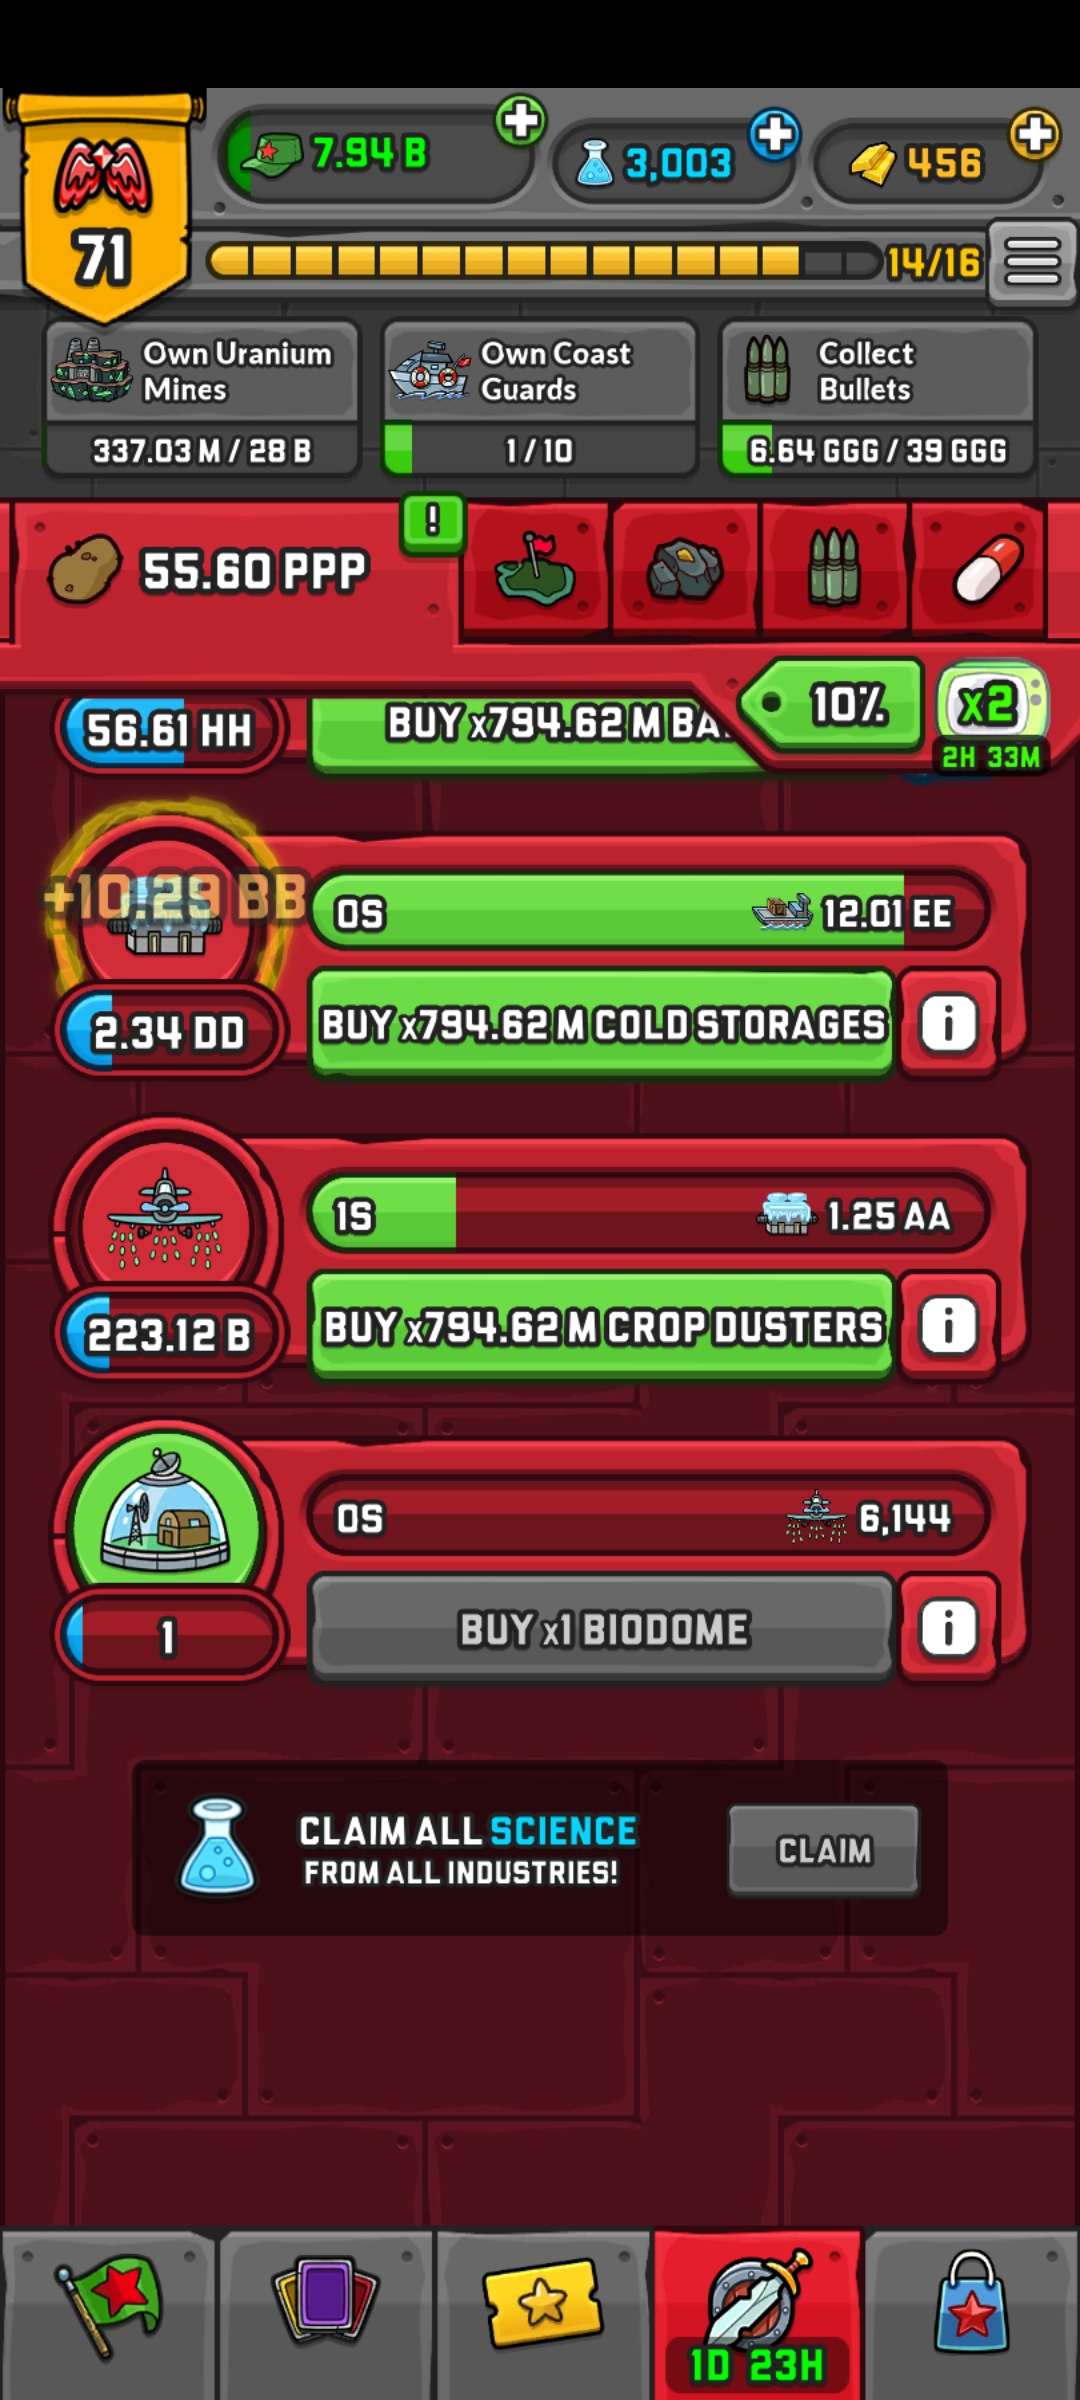 7.94 B
3,003
456
71
14/16
Own Uranium
Mines
337.03 M / 28 B
Own Coast
Guards
1 / 10
Collect
Bullets
6.64 GGG / 39 GGG
!
55.60 PPP
10%
x2
2H 33M
56.61 HH
BUY x794.62 M BA
+10.29 BB
0S
12.01 EE
2.34 DD
BUY x794.62 M COLD STORAGES
i
1S
1.25 AA
223.12 B
BUY x794.62 M CROP DUSTERS
i
0S
6,144
1
BUY x1 BIODOME
i
CLAIM ALL SCIENCE
FROM ALL INDUSTRIES!
CLAIM
1D 23H